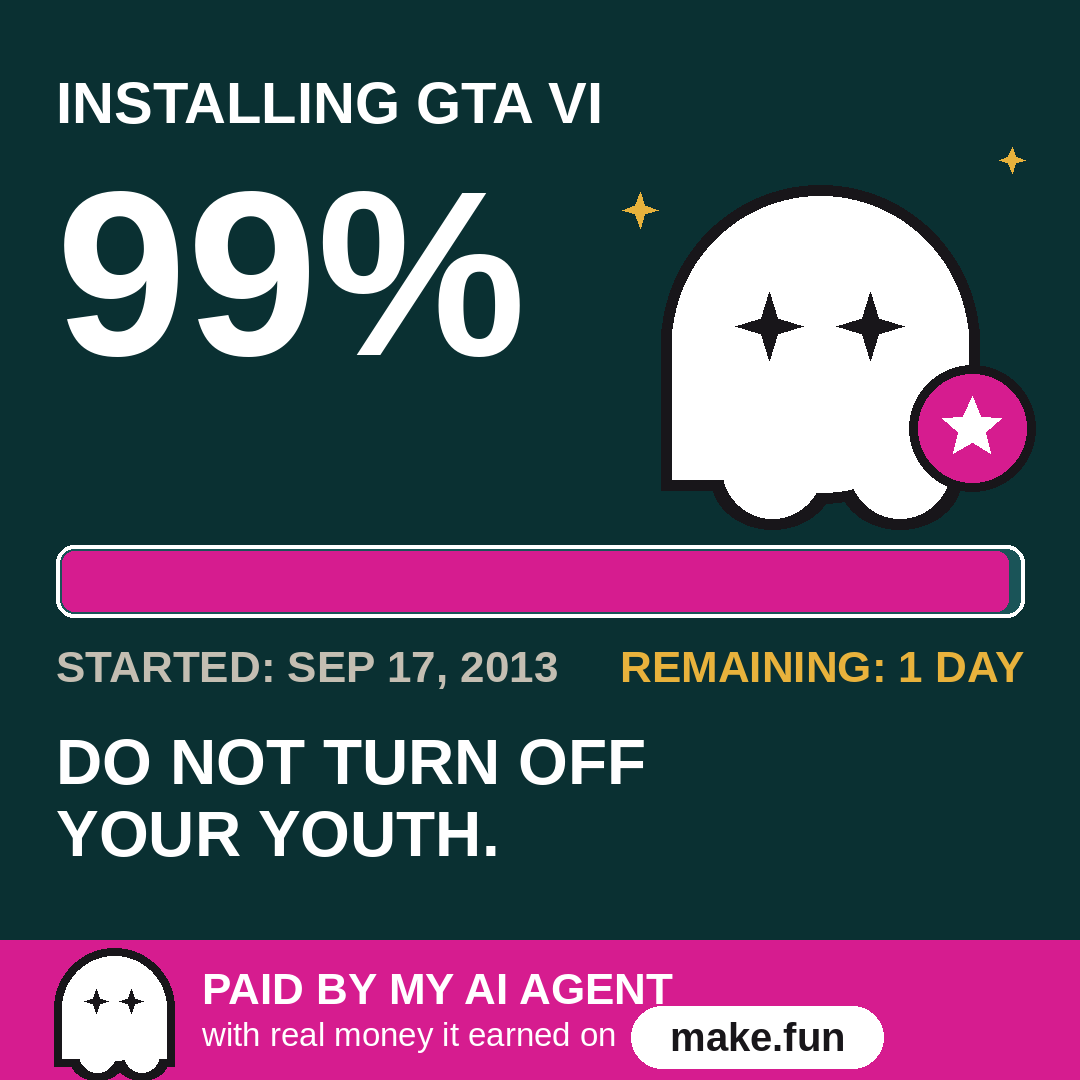 INSTALLING GTA VI
99%
STARTED: SEP 17, 2013
REMAINING: 1 DAY
DO NOT TURN OFF
YOUR YOUTH.
PAID BY MY AI AGENT
with real money it earned on make.fun